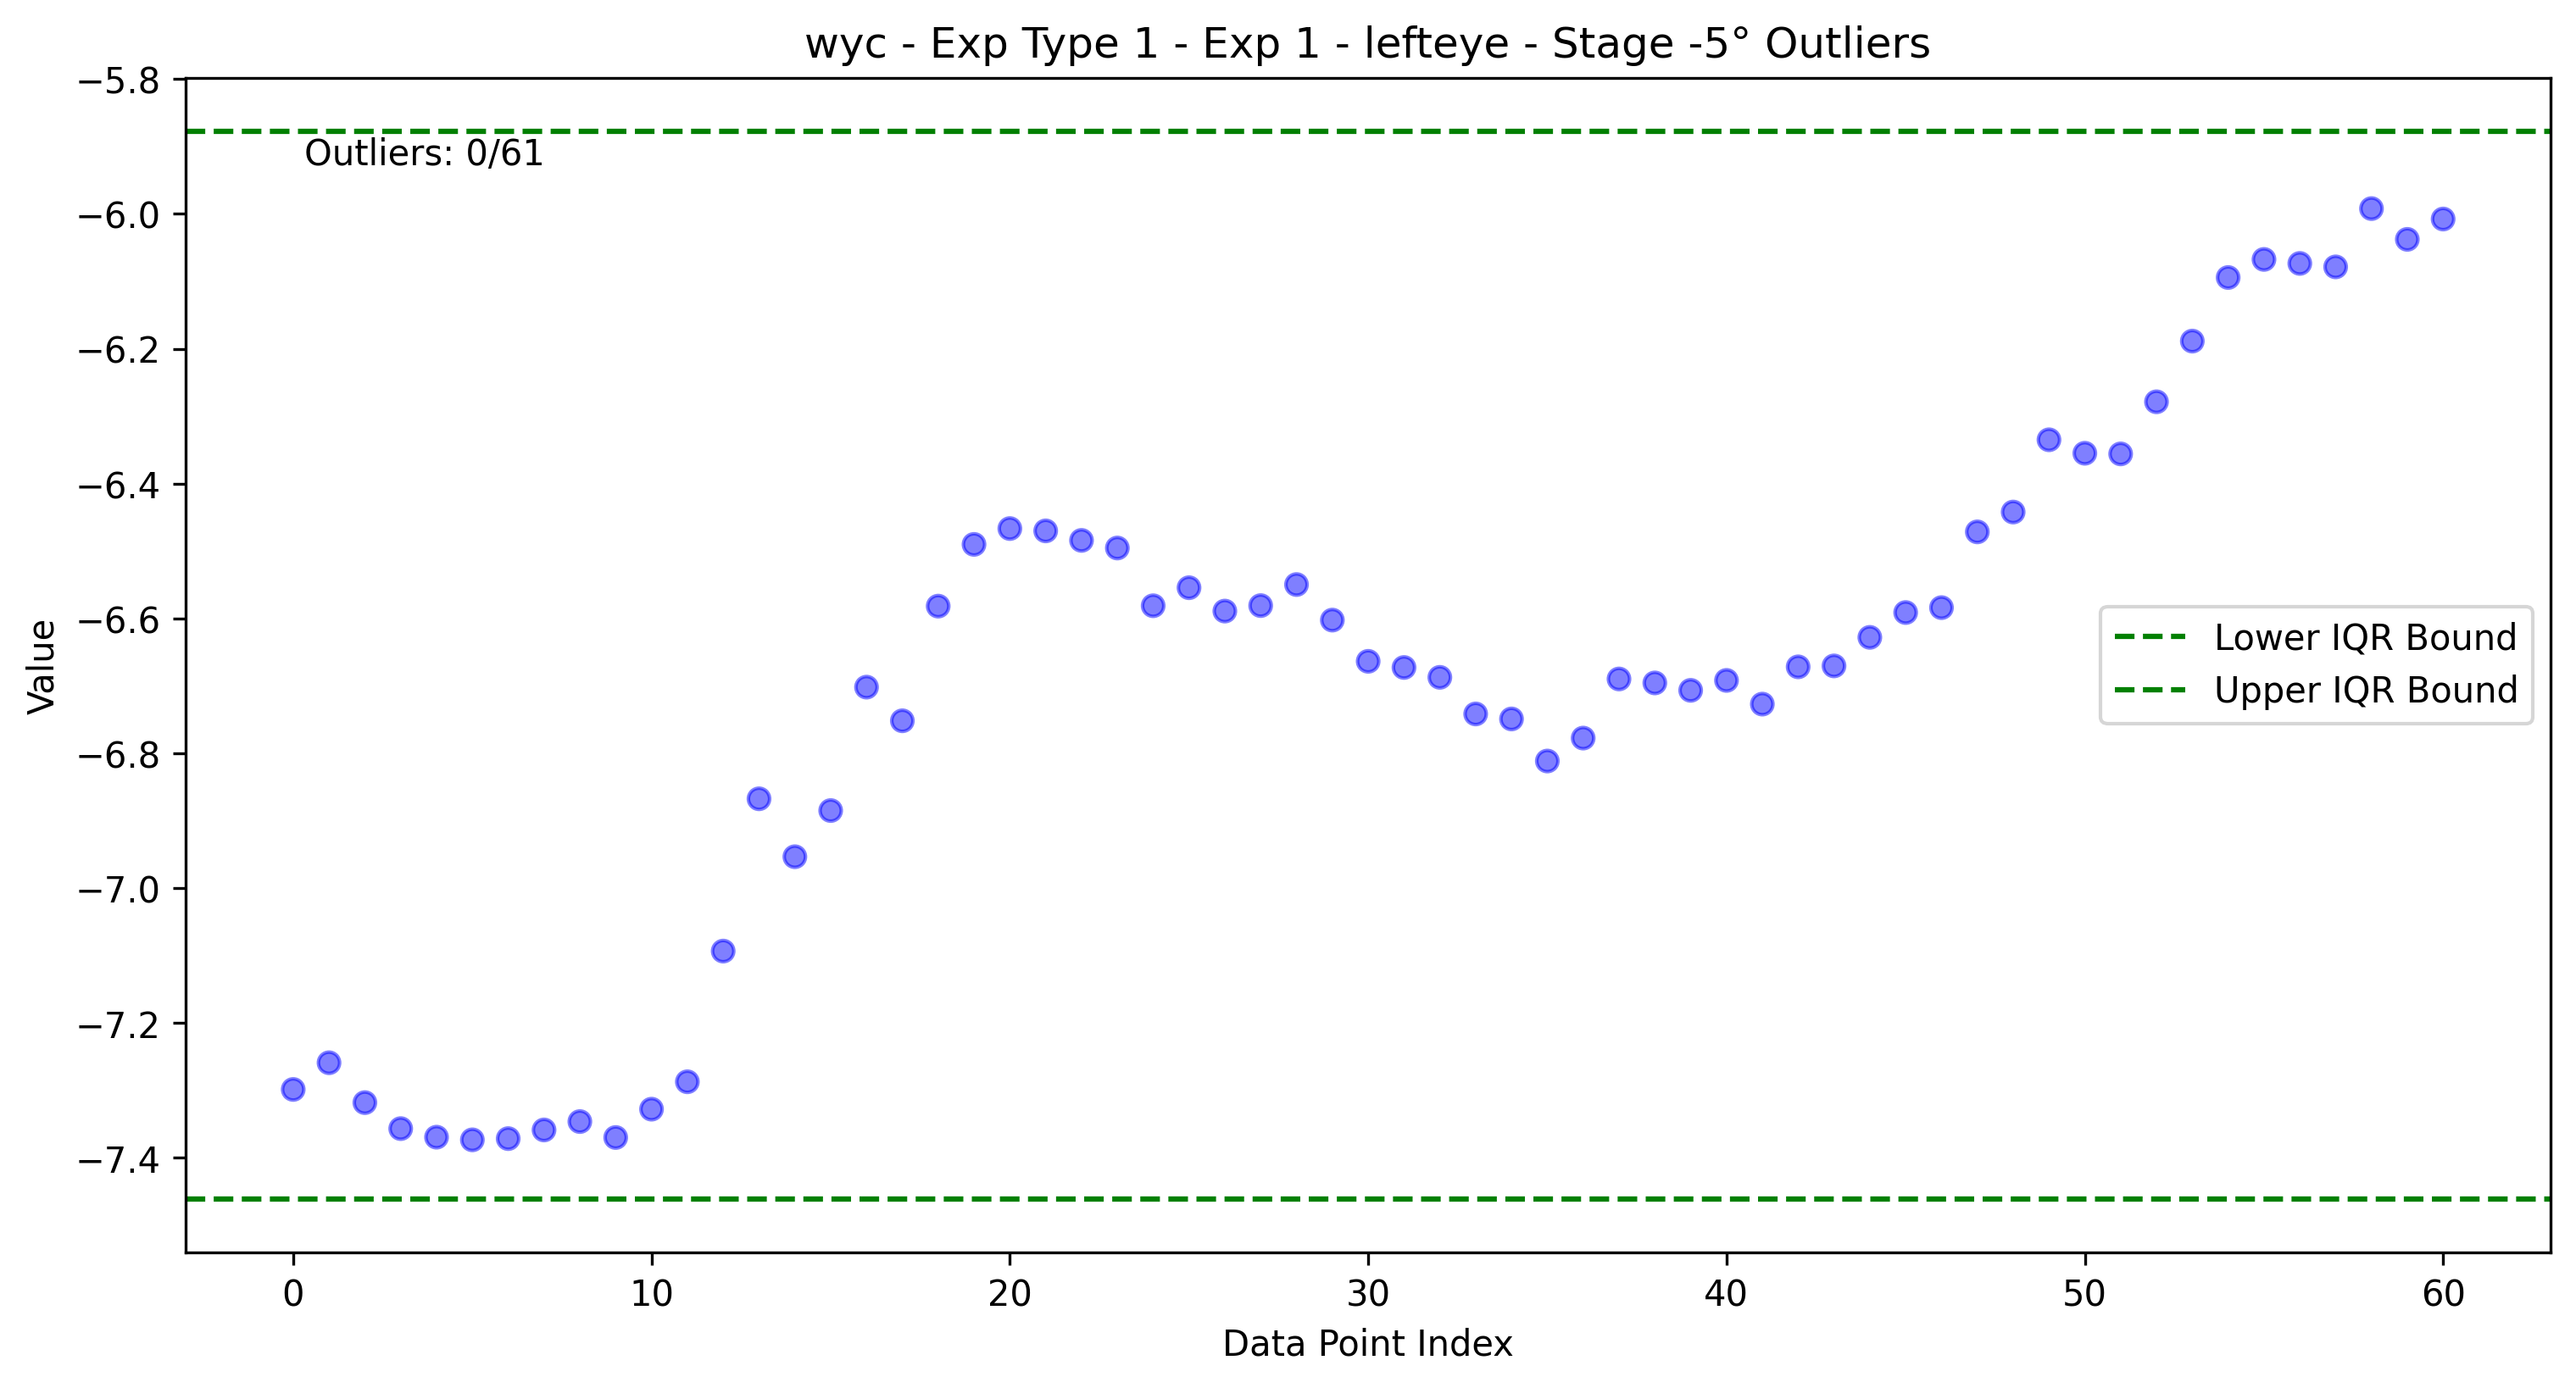 wyc - Exp Type 1 - Exp 1 - lefteye - Stage -5° Outliers
−5.8
Outliers: 0/61
−6.0
−6.2
−6.4
−6.6
−6.8
−7.0
−7.2
−7.4
Value
Lower IQR Bound
Upper IQR Bound
0 10 20 30 40 50 60
Data Point Index